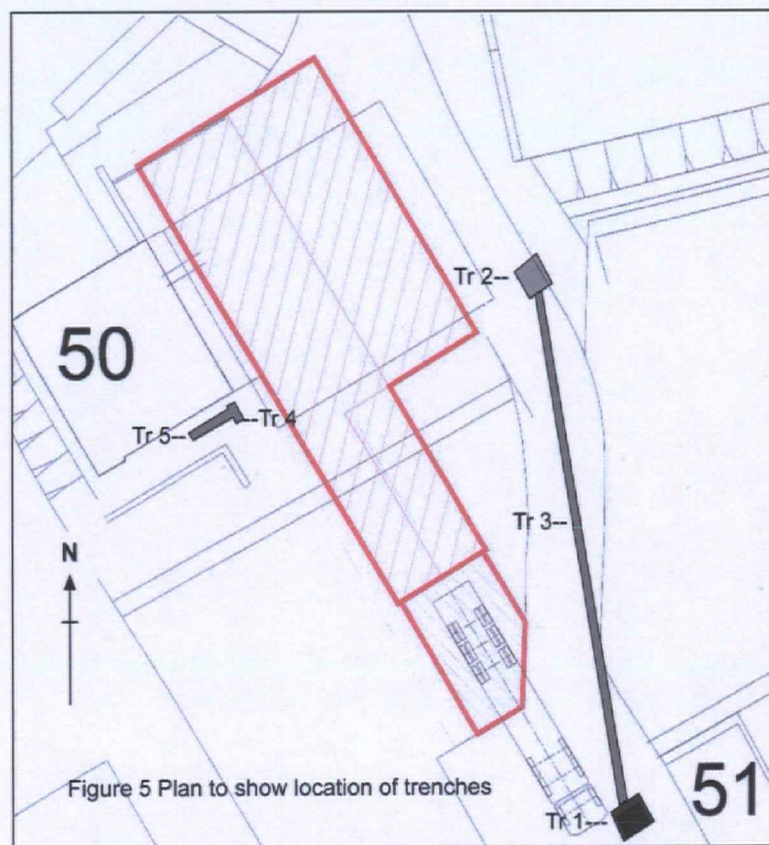 Tr 2--
50
Tr 5--
---Tr 4
Tr 3--
N
Figure 5 Plan to show location of trenches
51
Tr 1---